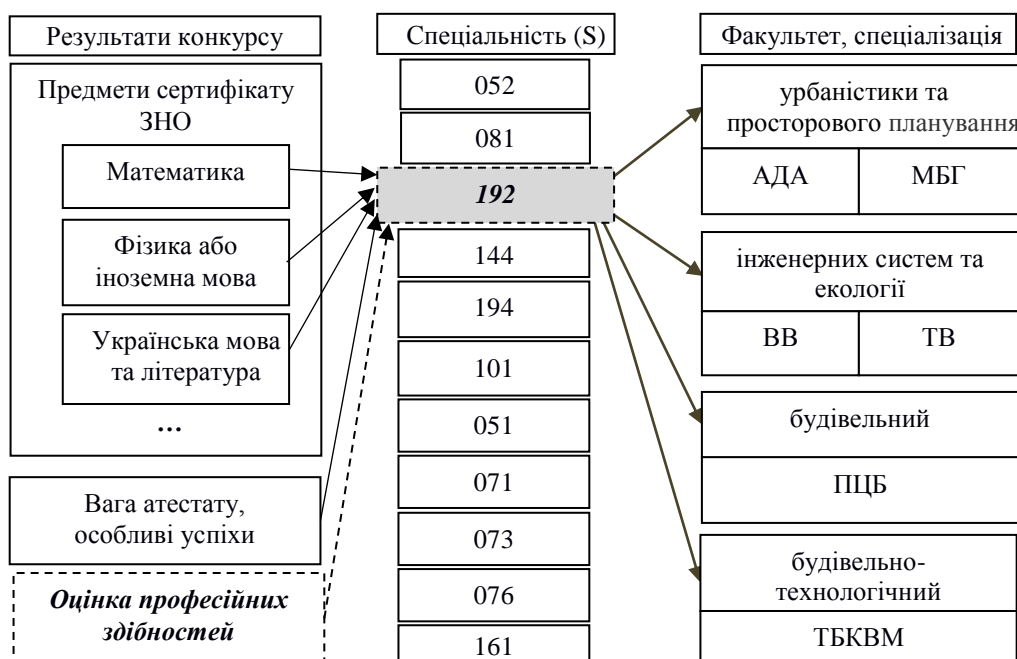 Результати конкурсу
Предмети сертифікату
ЗНО
Математика
Фізика або
іноземна мова
Українська мова
та література
...
Вага атестату,
особливі успіхи
Оцінка професійних
здібностей
Спеціальність (S)
052
081
192
144
194
101
051
071
073
076
161
Факультет, спеціалізація
урбаністики та
просторового планування
АДА МБГ
інженерних систем та
екології
ВВ ТВ
будівельний
ПЦБ
будівельно-
технологічний
ТБКВМ